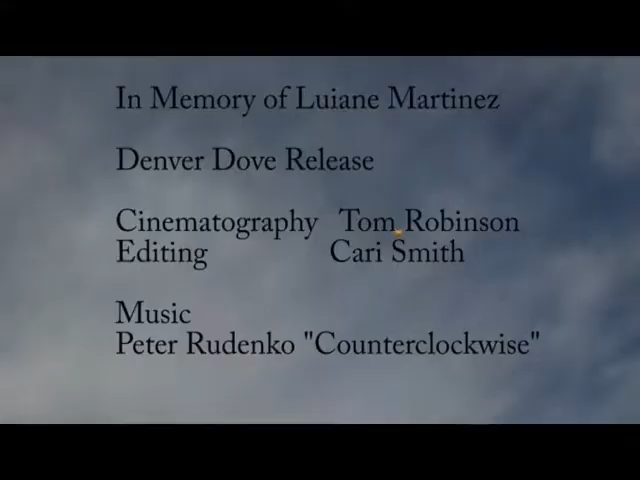 In Memory of Luiane Martinez
Denver Dove Release
Cinematography Tom Robinson
Editing Cari Smith
Music
Peter Rudenko "Counterclockwise"